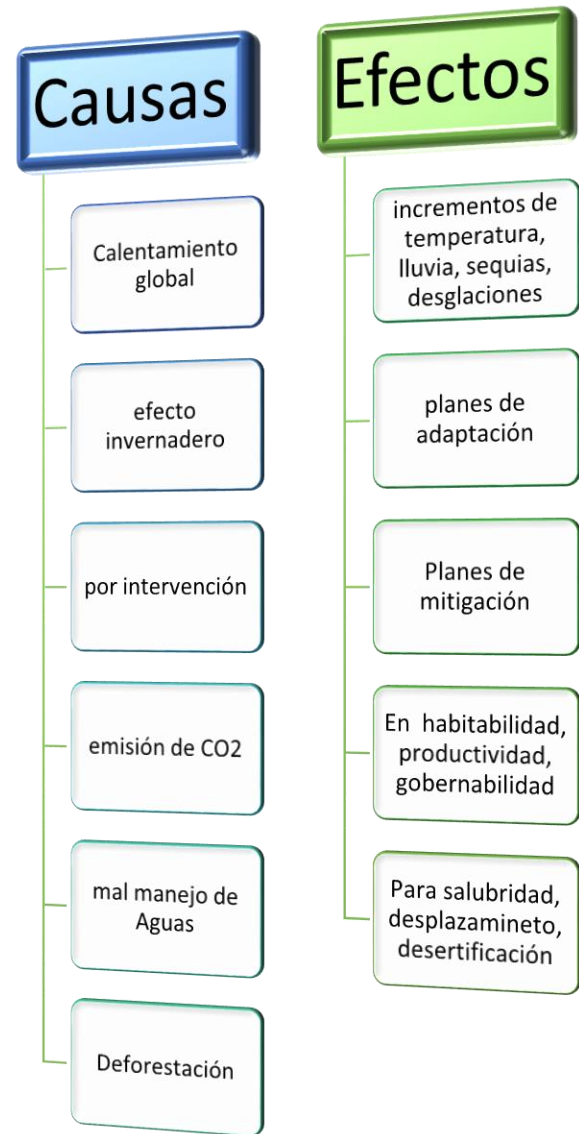 Causas
Calentamiento
global
efecto
invernadero
por intervención
emisión de CO2
mal manejo de
Aguas
Deforestación
Efectos
incrementos de
temperatura,
lluvia, sequias,
desglaciones
planes de
adaptación
Planes de
mitigación
En habitabilidad,
productividad,
gobernabilidad
Para salubridad,
desplazamineto,
desertificación